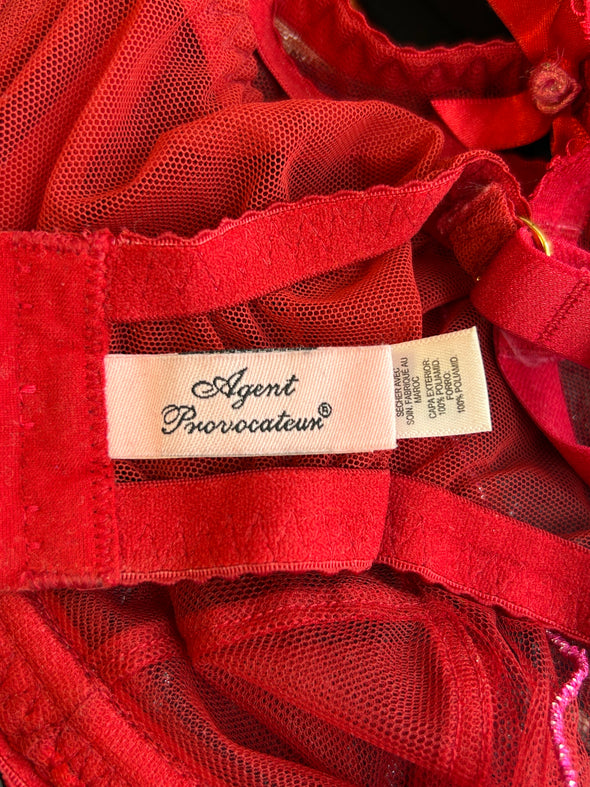 Agent
Provocateur®
SECHER AVEC
SOIN. FABRIQUÉ AU
MAROC
CAPA EXTERIOR:
100% POLIAMID.
FORRO:
100% POLIAMID.